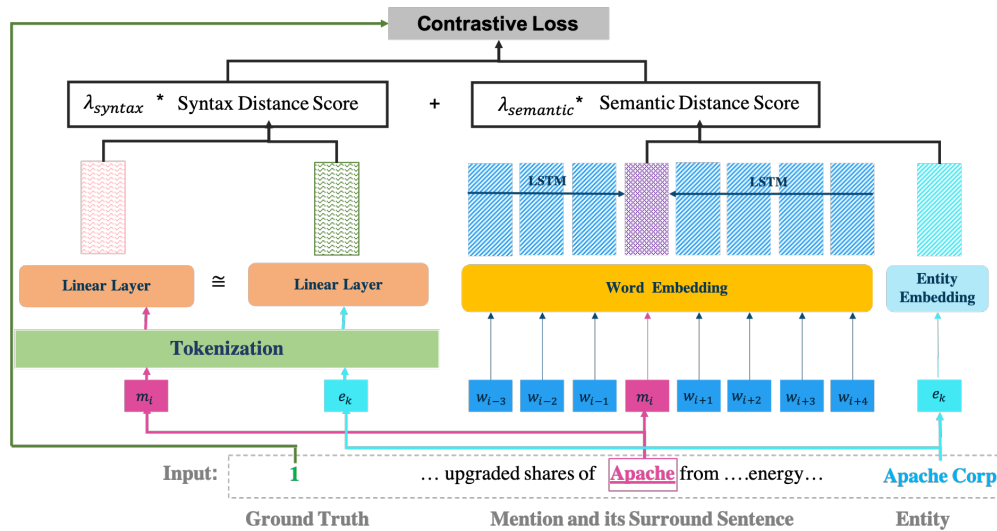 Contrastive Loss
λsyntax * Syntax Distance Score + λsemantic* Semantic Distance Score
LSTM LSTM
Linear Layer ≅ Linear Layer Word Embedding Entity
Embedding
Tokenization
mᵢ eₖ wᵢ₋₃ wᵢ₋₂ wᵢ₋₁ mᵢ wᵢ₊₁ wᵢ₊₂ wᵢ₊₃ wᵢ₊₄ eₖ
Input: 1 ... upgraded shares of Apache from ....energy... Apache Corp
Ground Truth Mention and its Surround Sentence Entity